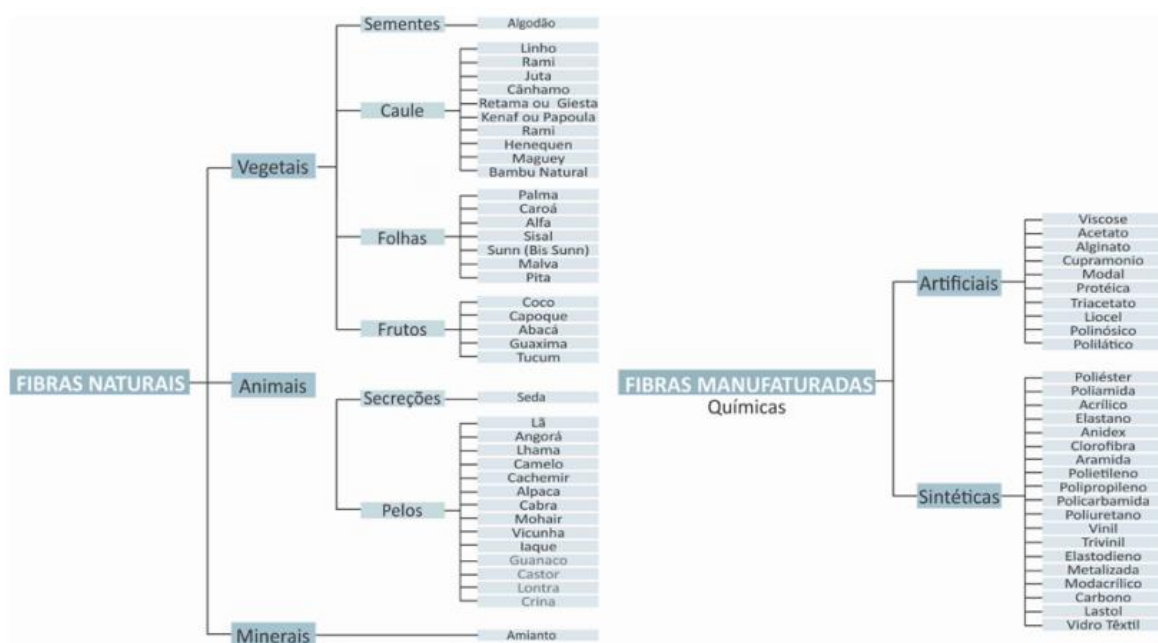 FIBRAS NATURAIS
Vegetais
Sementes
Algodão
Caule
Linho
Rami
Juta
Cânhamo
Retama ou Giesta
Kenaf ou Papoula
Rami
Henequen
Maguey
Bambu Natural
Folhas
Palma
Caroá
Alfa
Sisal
Sunn (Bis Sunn)
Malva
Pita
Frutos
Coco
Capoque
Abacá
Guaxima
Tucum
Animais
Secreções
Seda
Pelos
Lã
Angorá
Lhama
Camelo
Cachemir
Alpaca
Cabra
Mohair
Vicunha
Iaque
Guanaco
Castor
Lontra
Crina
Minerais
Amianto
FIBRAS MANUFATURADAS
Químicas
Artificiais
Viscose
Acetato
Alginato
Cupramonio
Modal
Protéica
Triacetato
Liocel
Polinósico
Polilático
Sintéticas
Poliéster
Poliamida
Acrílico
Elastano
Anidex
Clorofibra
Aramida
Polietileno
Polipropileno
Policarbamida
Poliuretano
Vinil
Trivinil
Elastodieno
Metalizada
Modacrílico
Carbono
Lastol
Vidro Têxtil